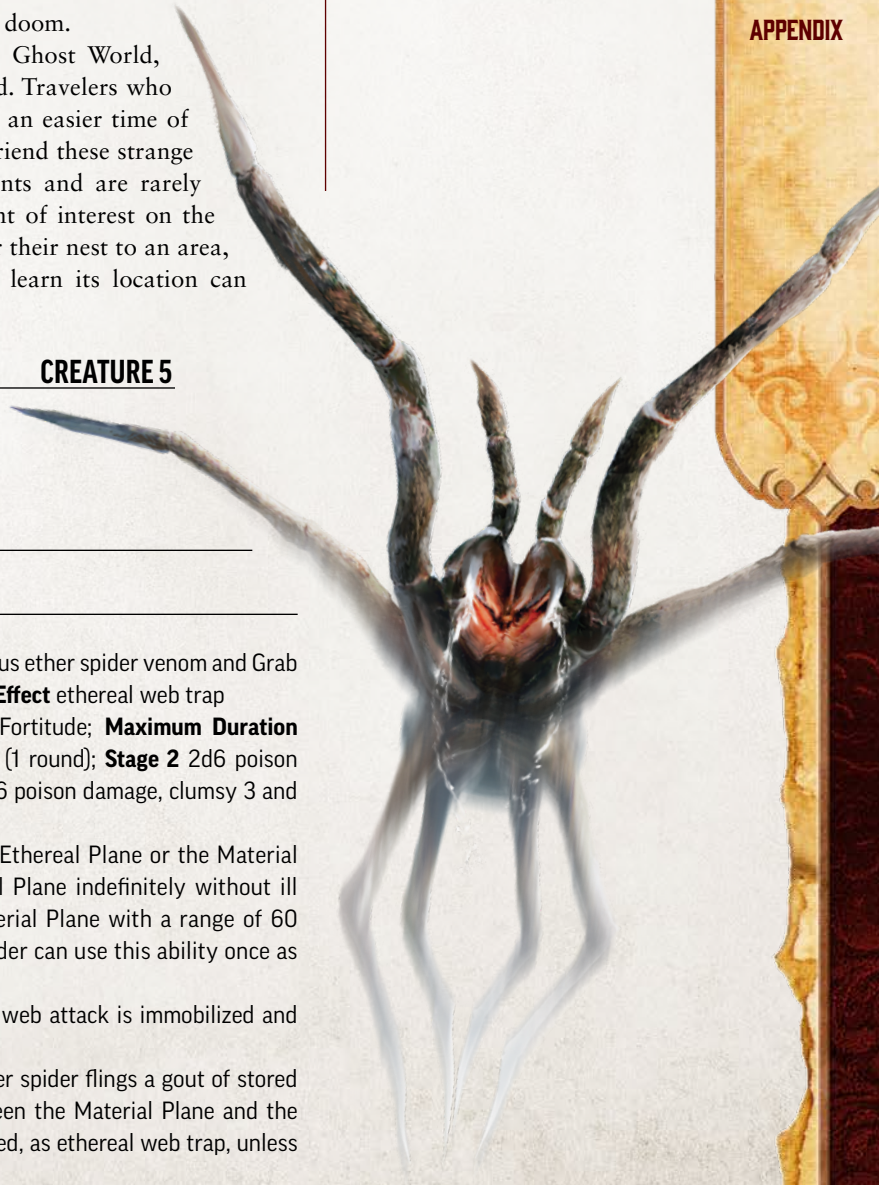 doom.
Ghost World,
d. Travelers who
an easier time of
riend these strange
nts and are rarely
nt of interest on the
r their nest to an area,
learn its location can
CREATURE 5
us ether spider venom and Grab
Effect ethereal web trap
Fortitude; Maximum Duration
(1 round); Stage 2 2d6 poison
6 poison damage, clumsy 3 and
Ethereal Plane or the Material
l Plane indefinitely without ill
erial Plane with a range of 60
der can use this ability once as
web attack is immobilized and
er spider flings a gout of stored
een the Material Plane and the
ed, as ethereal web trap, unless
APPENDIX